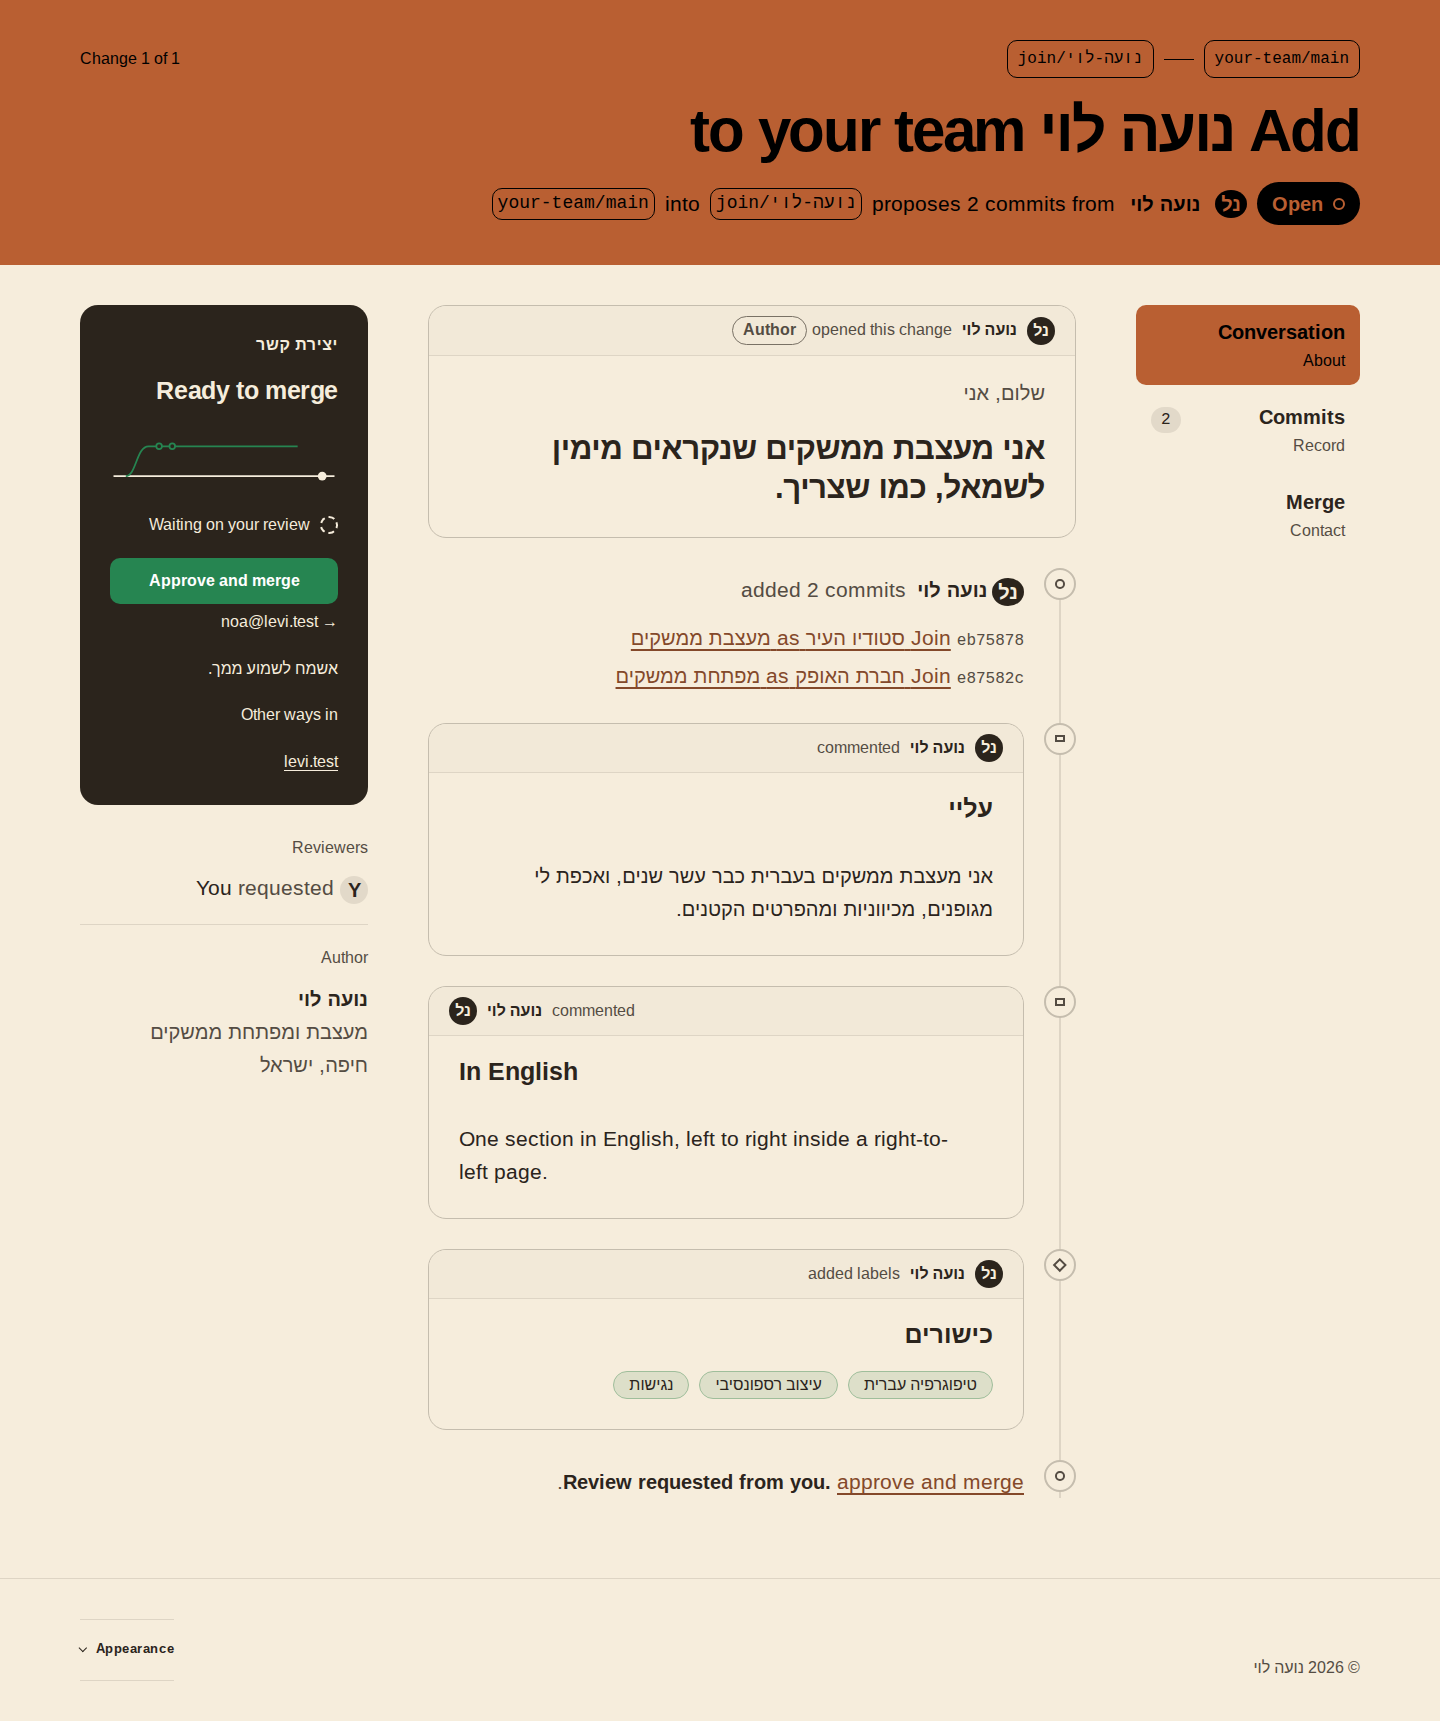 your-team/main
join/נועה-לוי
Change 1 of 1
Add נועה לוי to your team
Open
נל נועה לוי proposes 2 commits from join/נועה-לוי into your-team/main
Conversation
About
Commits
2
Record
Merge
Contact
נל נועה לוי opened this change Author
שלום, אני
אני מעצבת ממשקים שנקראים מימין
לשמאל, כמו שצריך.
נל נועה לוי added 2 commits
eb75878 Join סטודיו העיר as מעצבת ממשקים
e87582c Join חברת האופק as מפתחת ממשקים
נל נועה לוי commented
עליי
אני מעצבת ממשקים בעברית כבר עשר שנים, ואכפת לי
מגופנים, מכיווניות ומהפרטים הקטנים.
נל נועה לוי commented
In English
One section in English, left to right inside a right-to-
left page.
נל נועה לוי added labels
כישורים
טיפוגרפיה עברית
עיצוב רספונסיבי
נגישות
Review requested from you. approve and merge.
יצירת קשר
Ready to merge
Waiting on your review
Approve and merge
noa@levi.test →
אשמח לשמוע ממך.
Other ways in
levi.test
Reviewers
Y You requested
Author
נועה לוי
מעצבת ומפתחת ממשקים
חיפה, ישראל
© 2026 נועה לוי
Appearance